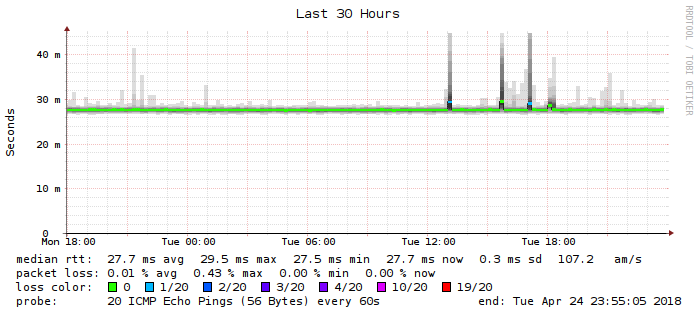 Last 30 Hours
RRDTOOL / TOBI OETIKER
Seconds
40 m
30 m
20 m
10 m
0
Mon 18:00 Tue 00:00 Tue 06:00 Tue 12:00 Tue 18:00
median rtt: 27.7 ms avg 29.5 ms max 27.5 ms min 27.7 ms now 0.3 ms sd 107.2 am/s
packet loss: 0.01 % avg 0.43 % max 0.00 % min 0.00 % now
loss color: 0 1/20 2/20 3/20 4/20 10/20 19/20
probe: 20 ICMP Echo Pings (56 Bytes) every 60s end: Tue Apr 24 23:55:05 2018